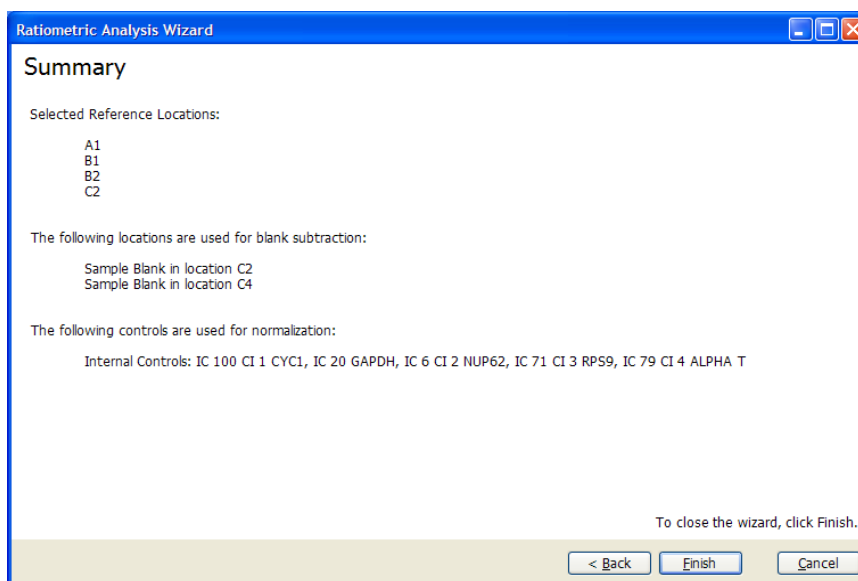 Ratiometric Analysis Wizard
Summary
Selected Reference Locations:
A1
B1
B2
C2
The following locations are used for blank subtraction:
Sample Blank in location C2
Sample Blank in location C4
The following controls are used for normalization:
Internal Controls: IC 100 CI 1 CYC1, IC 20 GAPDH, IC 6 CI 2 NUP62, IC 71 CI 3 RPS9, IC 79 CI 4 ALPHA T
To close the wizard, click Finish.
< Back Finish Cancel